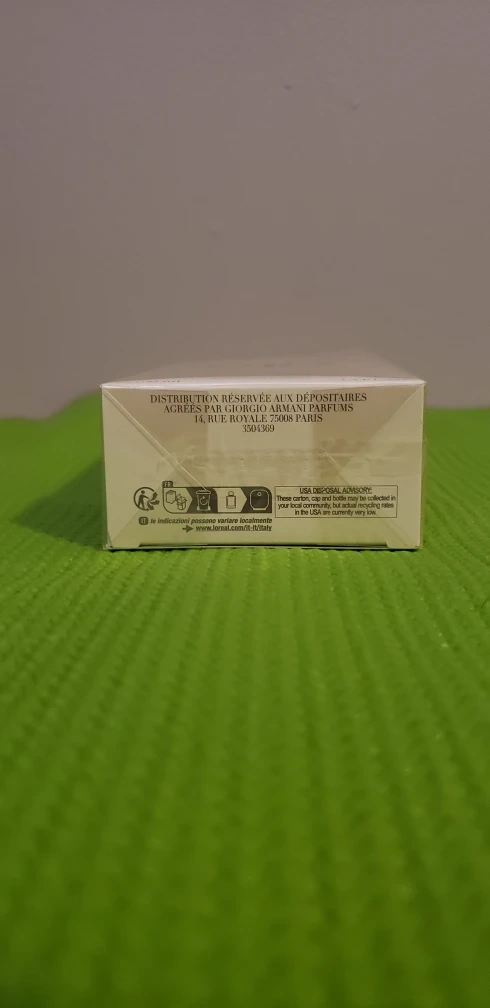 DISTRIBUTION RÉSERVÉE AUX DÉPOSITAIRES
AGRÉÉS PAR GIORGIO ARMANI PARFUMS
14, RUE ROYALE 75008 PARIS
3504369
USA DISPOSAL ADVISORY:
These carton, cap and bottle may be collected in
your local community, but actual recycling rates
in the USA are currently very low.
le indicazioni possono variare localmente
www.loreal.com/it-it/italy